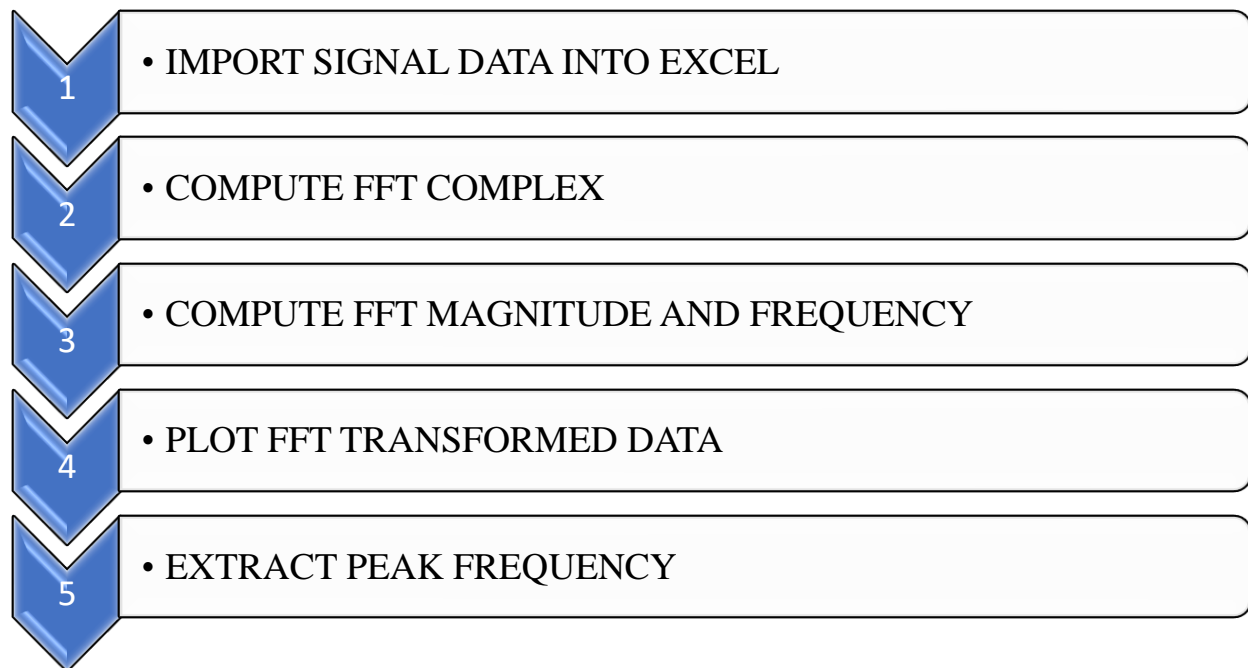 1
• IMPORT SIGNAL DATA INTO EXCEL
2
• COMPUTE FFT COMPLEX
3
• COMPUTE FFT MAGNITUDE AND FREQUENCY
4
• PLOT FFT TRANSFORMED DATA
5
• EXTRACT PEAK FREQUENCY